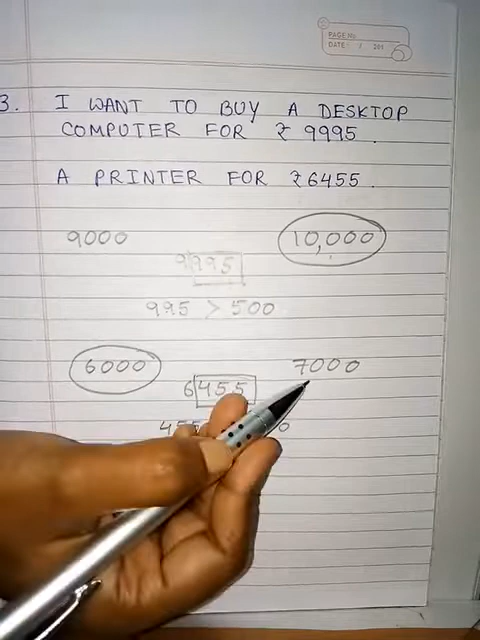 PAGE No.
DATE: / / 201
3. I WANT TO BUY A DESKTOP
COMPUTER FOR ₹ 9995.
A PRINTER FOR ₹6455.
9000 10,000
9995
995 > 500
6000 7000
6455
455